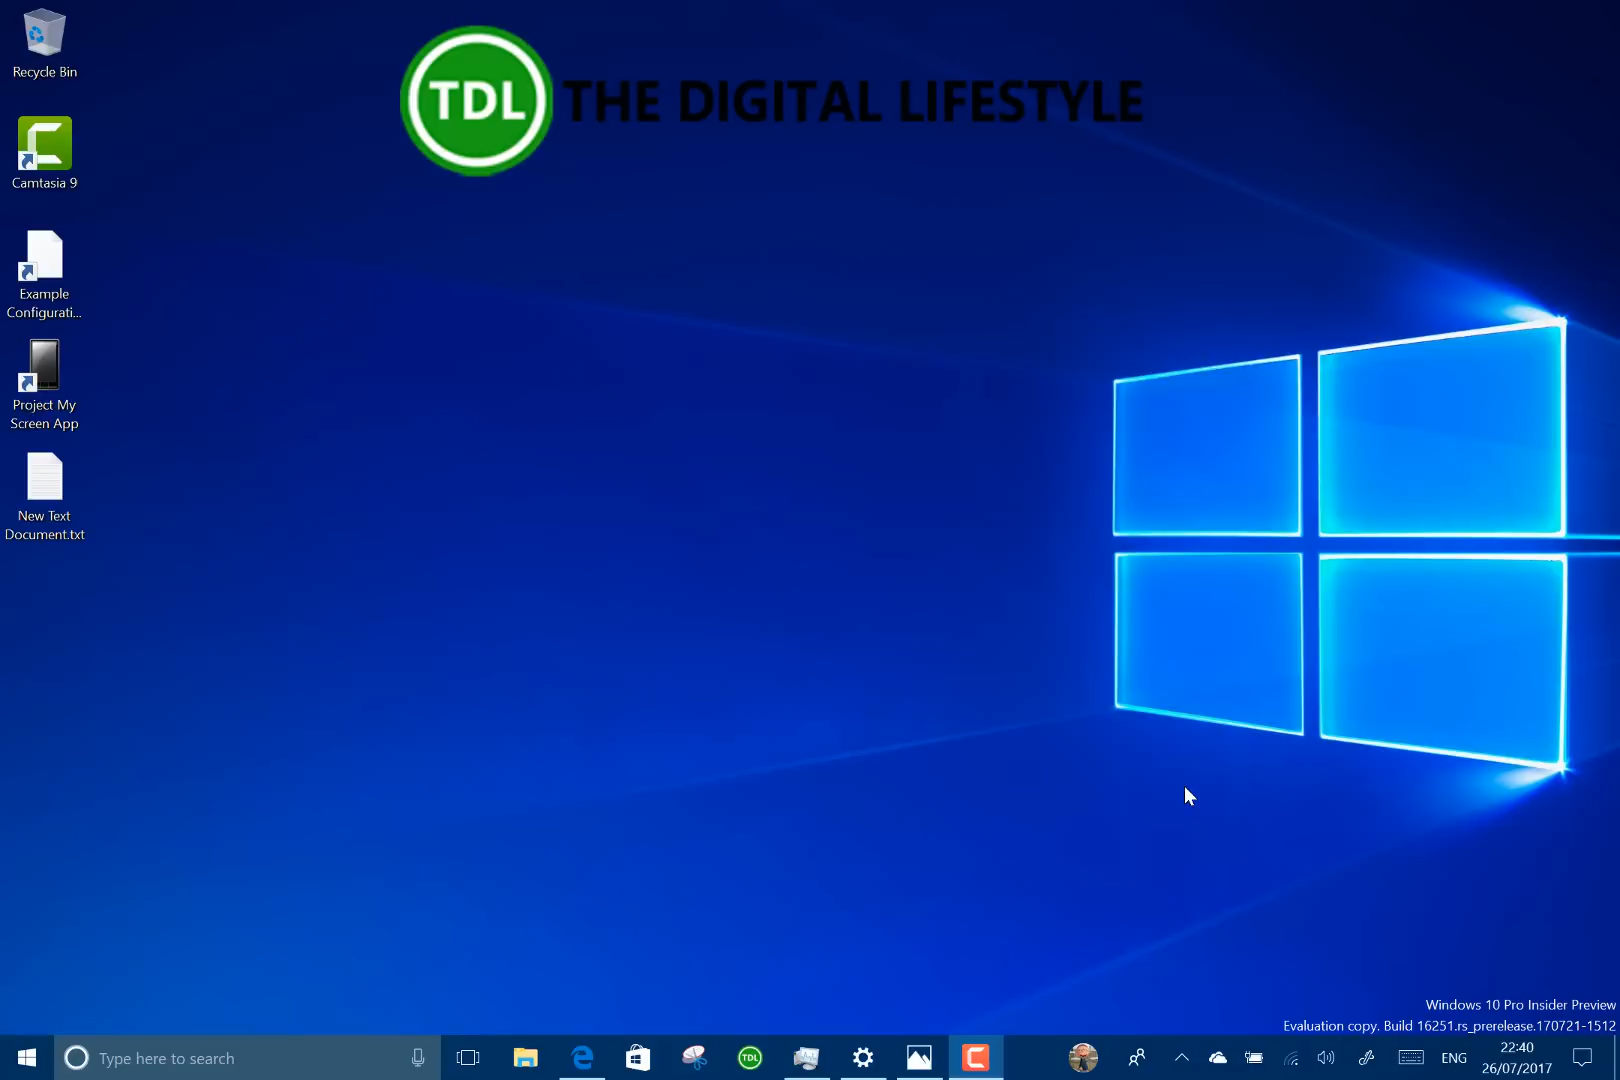 TDL THE DIGITAL LIFESTYLE
Recycle Bin
Camtasia 9
Example
Configurati...
Project My
Screen App
New Text
Document.txt
Windows 10 Pro Insider Preview
Evaluation copy. Build 16251.rs_prerelease.170721-1512
Type here to search
TDL
ENG
22:40
26/07/2017